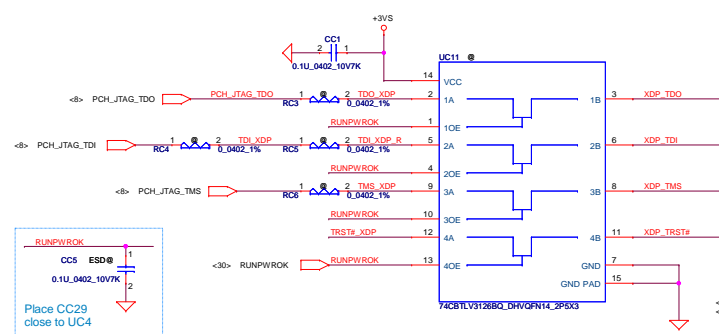 +3VS
CC1
2 1
0.1U_0402_10V7K
UC11 @
14 VCC
<8> PCH_JTAG_TDO PCH_JTAG_TDO 1 @ 2 TDO_XDP 2 1A 1B 3 XDP_TDO
RC3 0_0402_1%
RUNPWROK 1 1OE
<8> PCH_JTAG_TDI 1 @ 2 TDI_XDP 1 @ 2 TDI_XDP_R 5 2A 2B 6 XDP_TDI
RC4 0_0402_1% RC5 0_0402_1%
RUNPWROK 4 2OE
<8> PCH_JTAG_TMS 1 @ 2 TMS_XDP 9 3A 3B 8 XDP_TMS
RC6 0_0402_1%
RUNPWROK 10 3OE
TRST#_XDP 12 4A 4B 11 XDP_TRST#
<30> RUNPWROK RUNPWROK 13 4OE
GND 7
GND PAD 15
74CBTLV3126BQ_DHVQFN14_2P5X3
RUNPWROK
CC5 ESD@ 1
0.1U_0402_10V7K
2
Place CC29
close to UC4